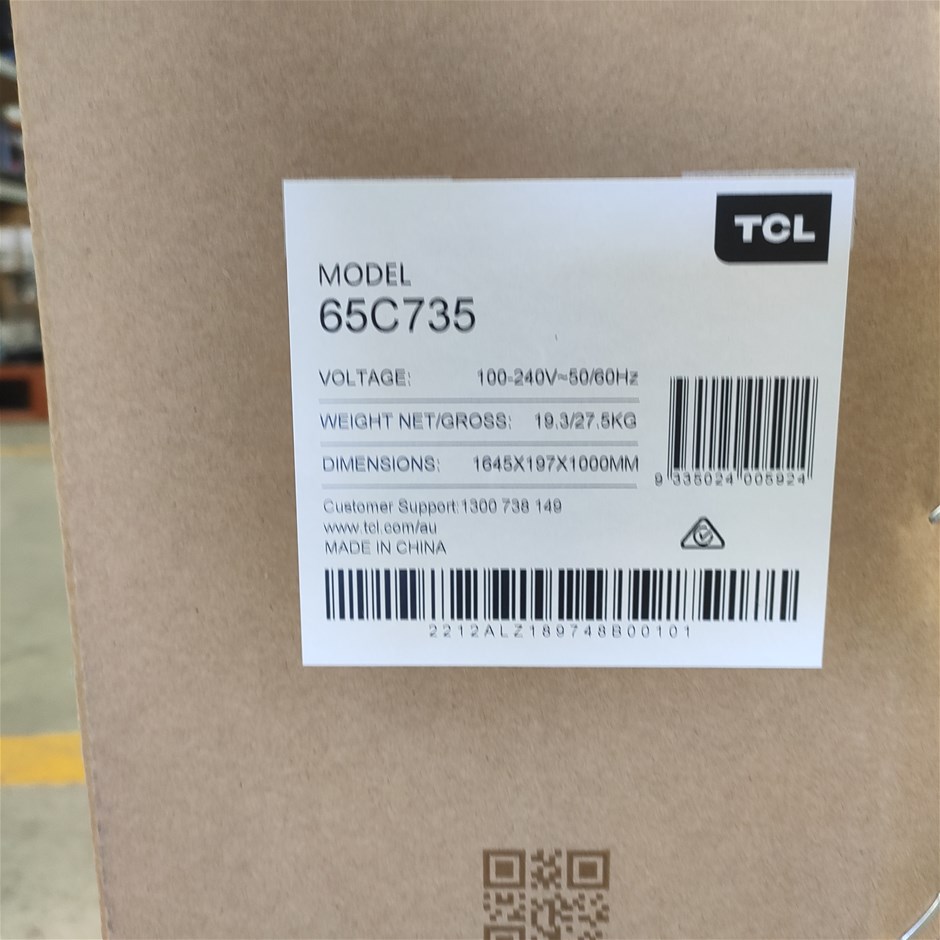 TCL
MODEL
65C735
VOLTAGE: 100-240V~50/60Hz
WEIGHT NET/GROSS: 19.3/27.5KG
DIMENSIONS: 1645X197X1000MM
9 335024 005924
Customer Support:1300 738 149
www.tcl.com/au
MADE IN CHINA
2212ALZ189748B00101